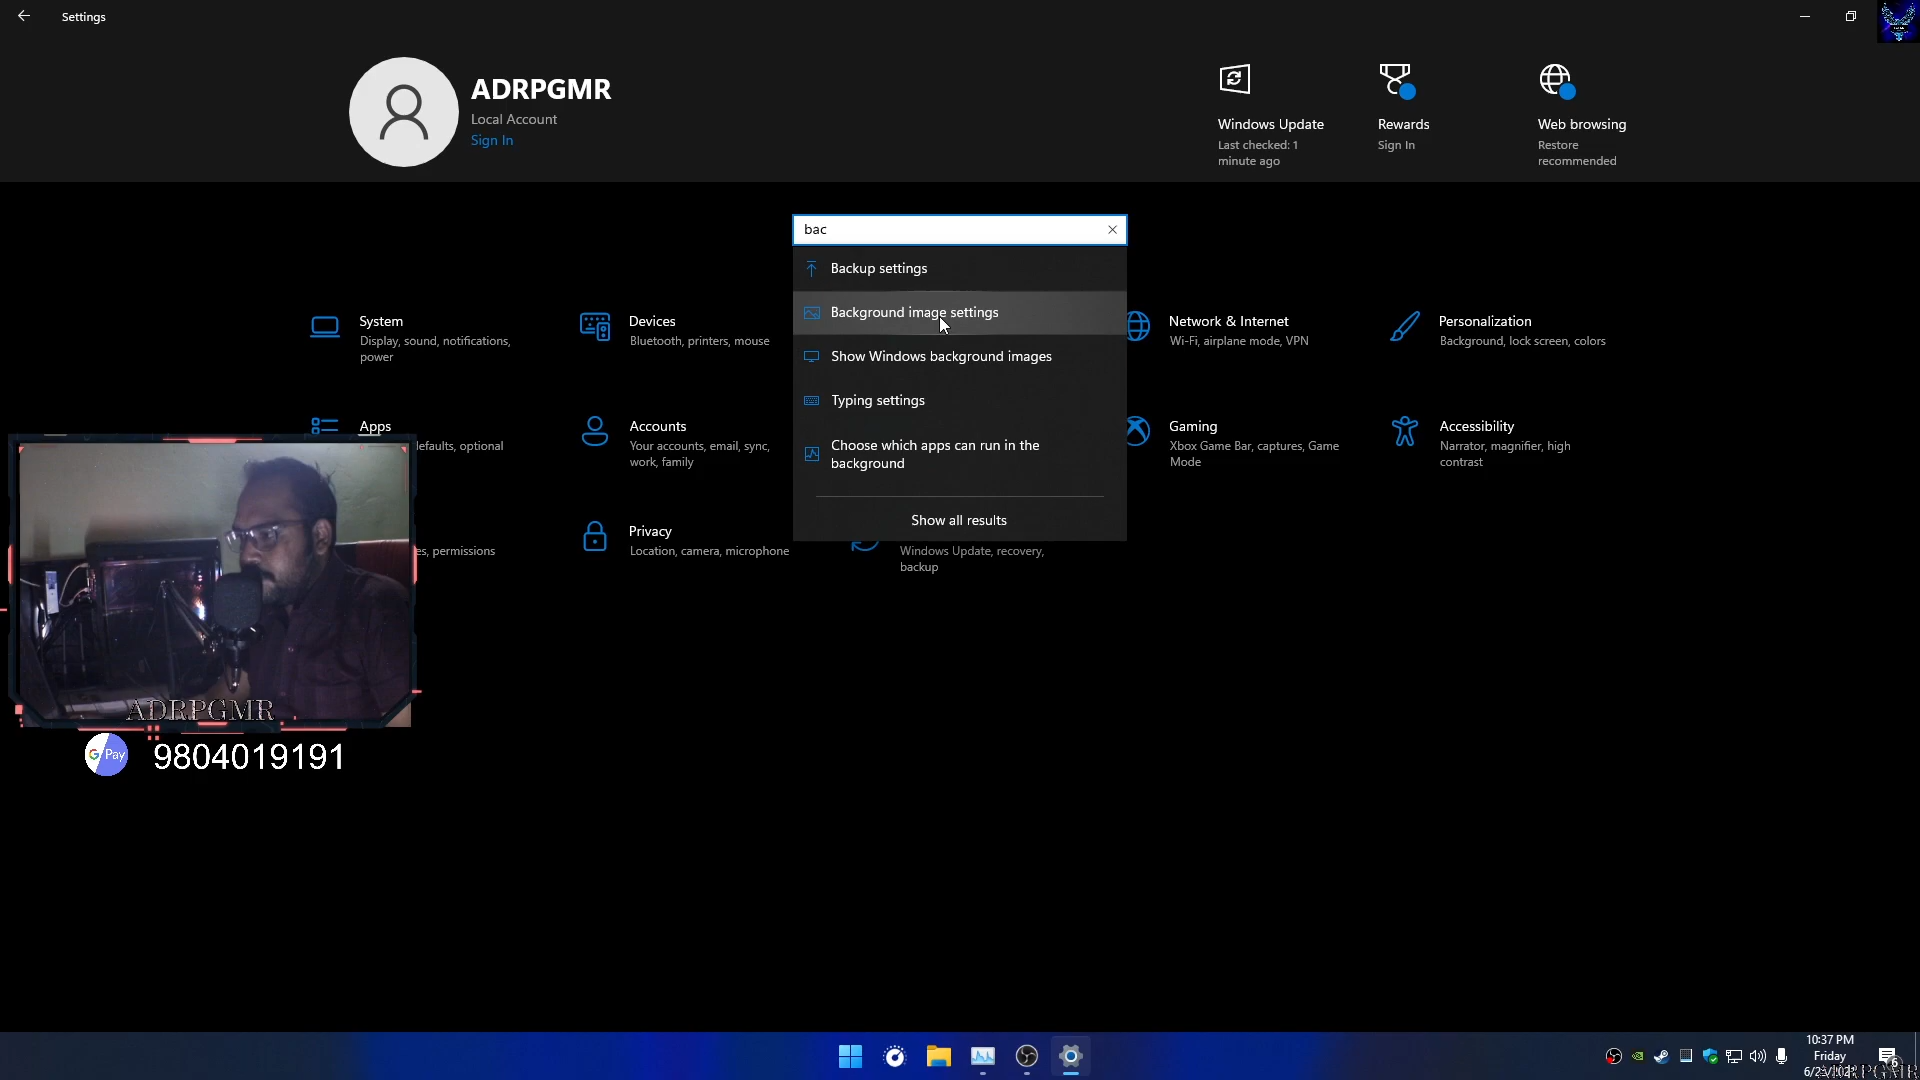 Settings
ADRPGMR
Local Account
Sign In
Windows Update
Last checked: 1
minute ago
Rewards
Sign In
Web browsing
Restore
recommended
bac
Backup settings
Background image settings
Show Windows background images
Typing settings
Choose which apps can run in the
background
Show all results
System
Display, sound, notifications,
power
Devices
Bluetooth, printers, mouse
Network & Internet
Wi-Fi, airplane mode, VPN
Personalization
Background, lock screen, colors
Apps
efaults, optional
Accounts
Your accounts, email, sync,
work, family
Gaming
Xbox Game Bar, captures, Game
Mode
Accessibility
Narrator, magnifier, high
contrast
es, permissions
Privacy
Location, camera, microphone
Windows Update, recovery,
backup
ADRPGMR
G Pay
9804019191
10:37 PM
Friday
6
ADRPGMR